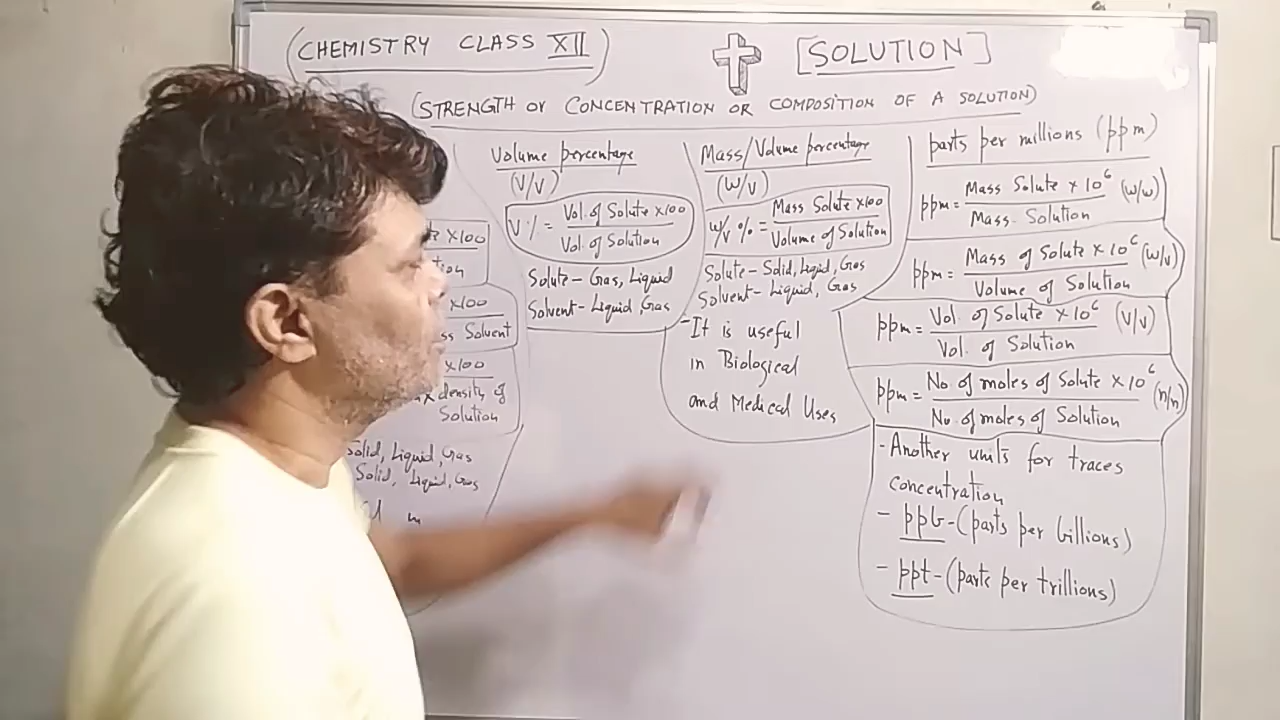 (CHEMISTRY CLASS XII)
[SOLUTION]
(STRENGTH or CONCENTRATION OR COMPOSITION OF A SOLUTION)
×100
×100
Solvent
×100
× density of
Solution
Solid, Liquid, Gas
Solid, Liquid, Gas
Volume percentage
(V/V)
V % = Vol. of Solute ×100
Vol. of Solution
Solute - Gas, Liquid
Solvent - Liquid, Gas
Mass/Volume percentage
(W/V)
w/v % = Mass Solute ×100
Volume of Solution
Solute - Solid, Liquid, Gas
Solvent - Liquid, Gas
- It is useful
in Biological
and Medical Uses
parts per millions (ppm)
ppm = Mass Solute × 10⁶ (w/w)
Mass Solution
ppm = Mass of Solute × 10⁶ (w/v)
Volume of Solution
ppm = Vol. of Solute × 10⁶ (V/V)
Vol. of Solution
ppm = No of moles of Solute × 10⁶ (n/n)
No. of moles of Solution
- Another units for traces
concentration
- ppb - (parts per billions)
- ppt - (parts per trillions)